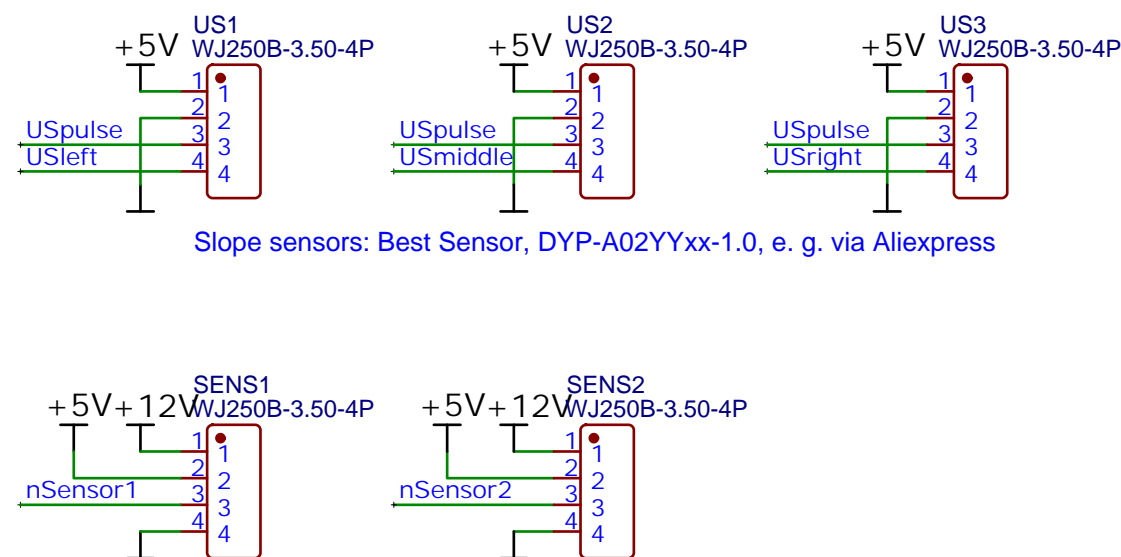 US1
WJ250B-3.50-4P
+5V
1
1
2
2
USpulse
3
3
USleft
4
4
US2
WJ250B-3.50-4P
+5V
1
1
2
2
USpulse
3
3
USmiddle
4
4
US3
WJ250B-3.50-4P
+5V
1
1
2
2
USpulse
3
3
USright
4
4
Slope sensors: Best Sensor, DYP-A02YYxx-1.0, e. g. via Aliexpress
SENS1
WJ250B-3.50-4P
+5V +12V
1
1
2
2
nSensor1
3
3
4
4
SENS2
WJ250B-3.50-4P
+5V +12V
1
1
2
2
nSensor2
3
3
4
4